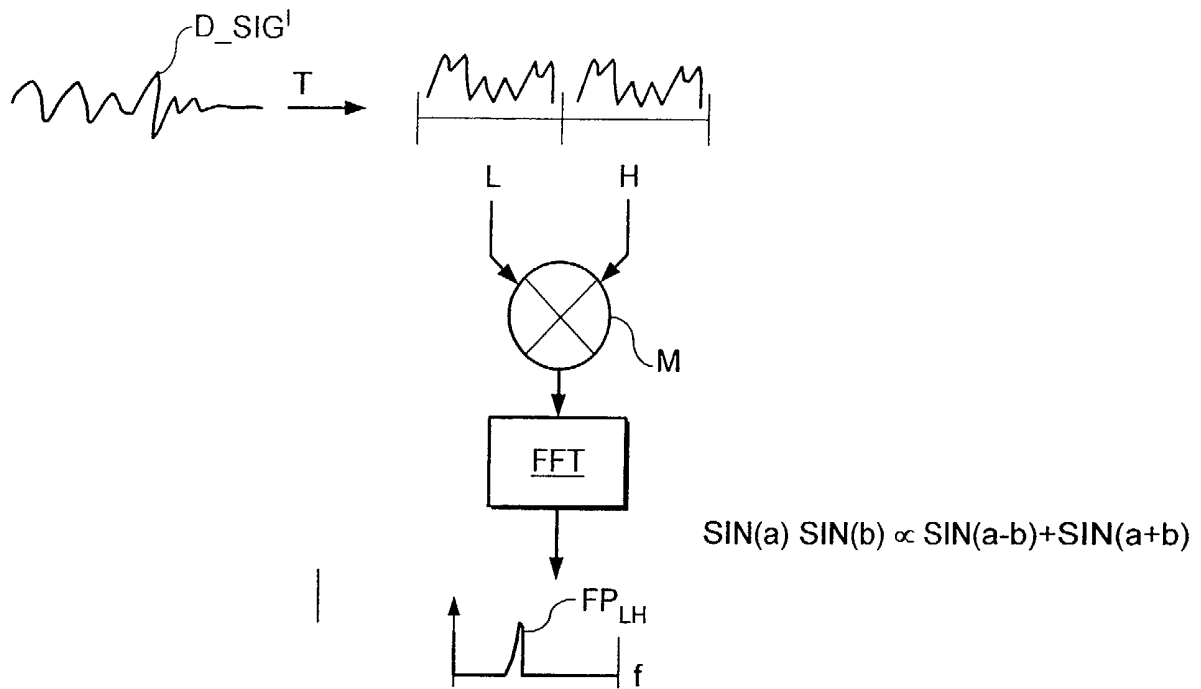 D_SIG'
T
L H
M
FFT
SIN(a) SIN(b) ∝ SIN(a-b)+SIN(a+b)
FP_LH
f